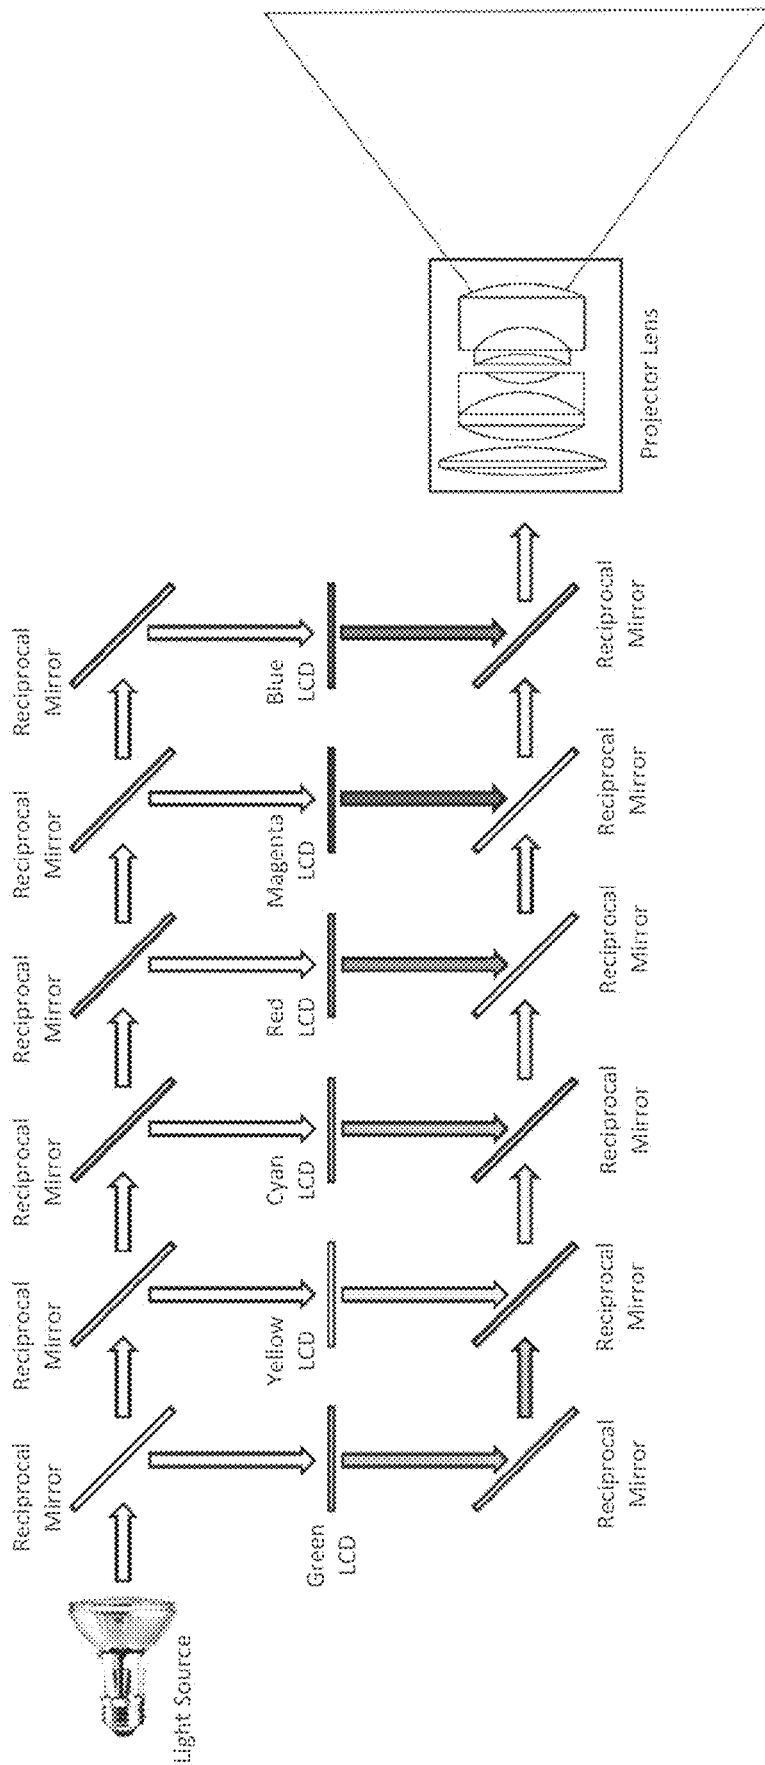 Reciprocal
Mirror
Reciprocal
Mirror
Reciprocal
Mirror
Reciprocal
Mirror
Reciprocal
Mirror
Reciprocal
Mirror
Light Source
Green
LCD
Yellow
LCD
Cyan
LCD
Red
LCD
Magenta
LCD
Blue
LCD
Reciprocal
Mirror
Reciprocal
Mirror
Reciprocal
Mirror
Reciprocal
Mirror
Reciprocal
Mirror
Reciprocal
Mirror
Projector Lens